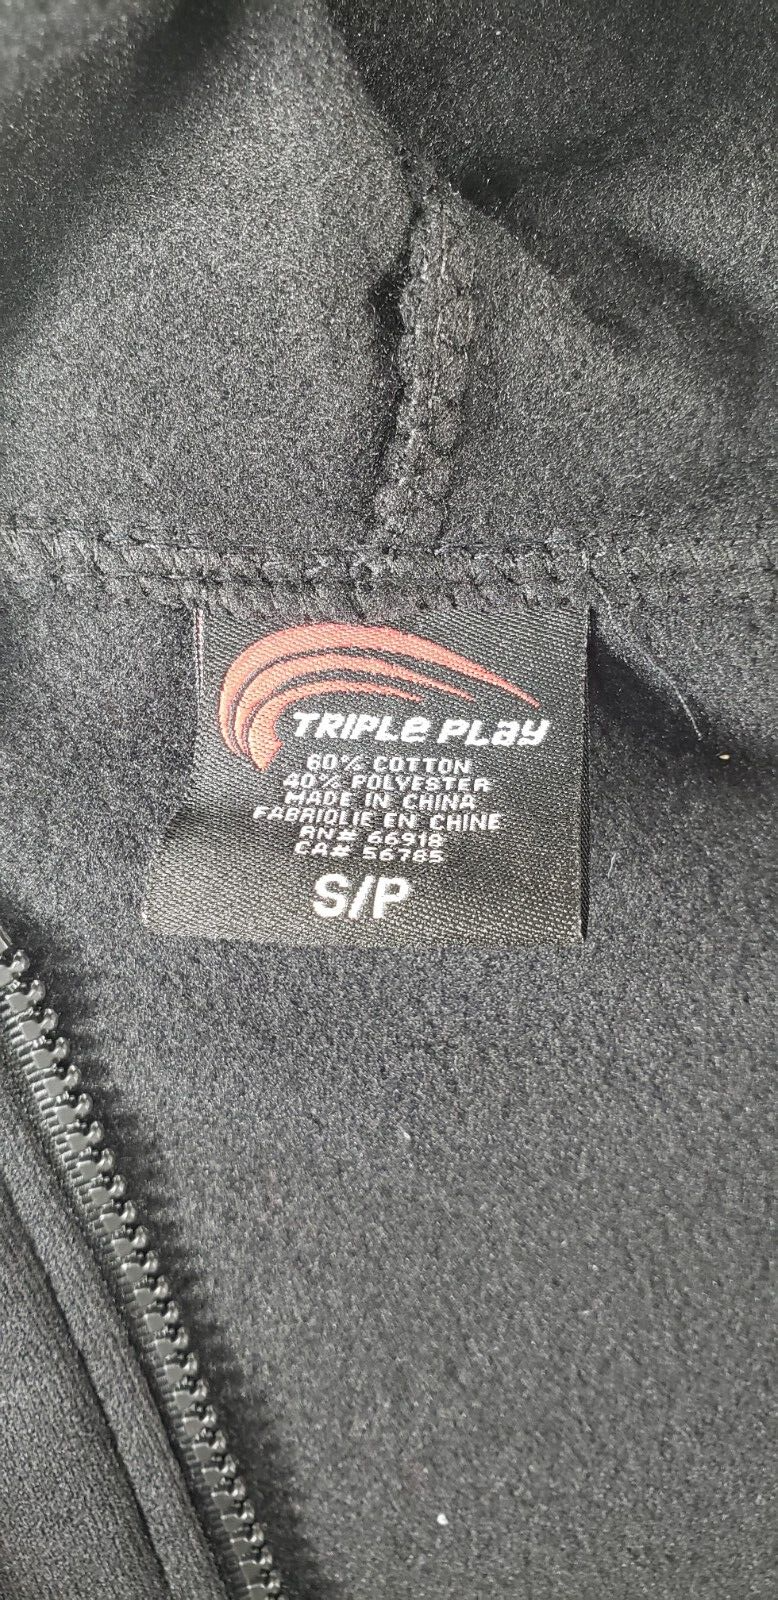 TRIPLE PLAY
60% COTTON
40% POLYESTER
MADE IN CHINA
FABRIQUE EN CHINE
RN# 66918
CA# 56785
S/P